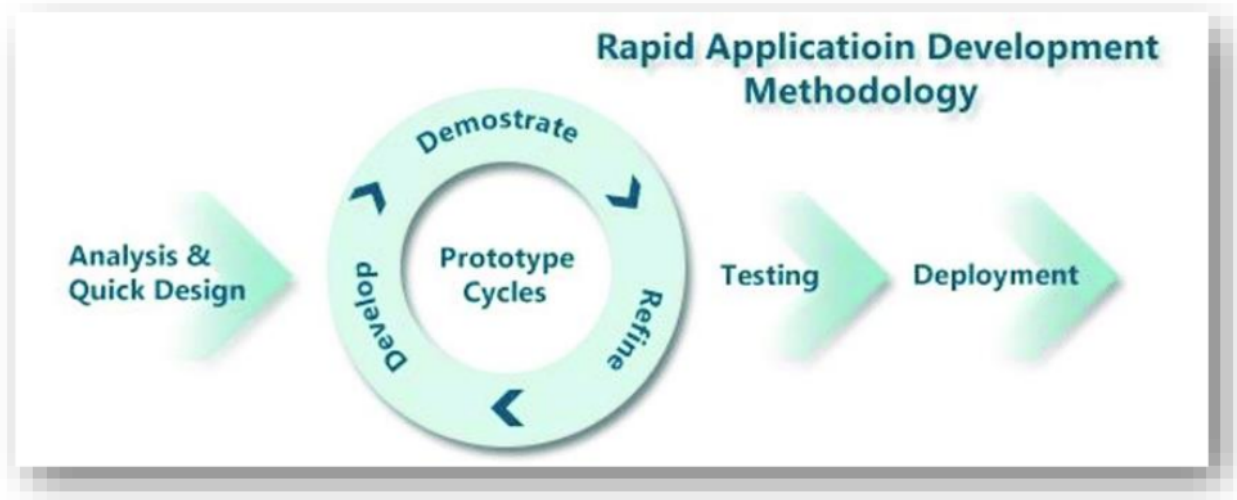 Rapid Applicatioin Development
Methodology
Analysis &
Quick Design
Demostrate
Develop
Refine
Prototype
Cycles
Testing
Deployment